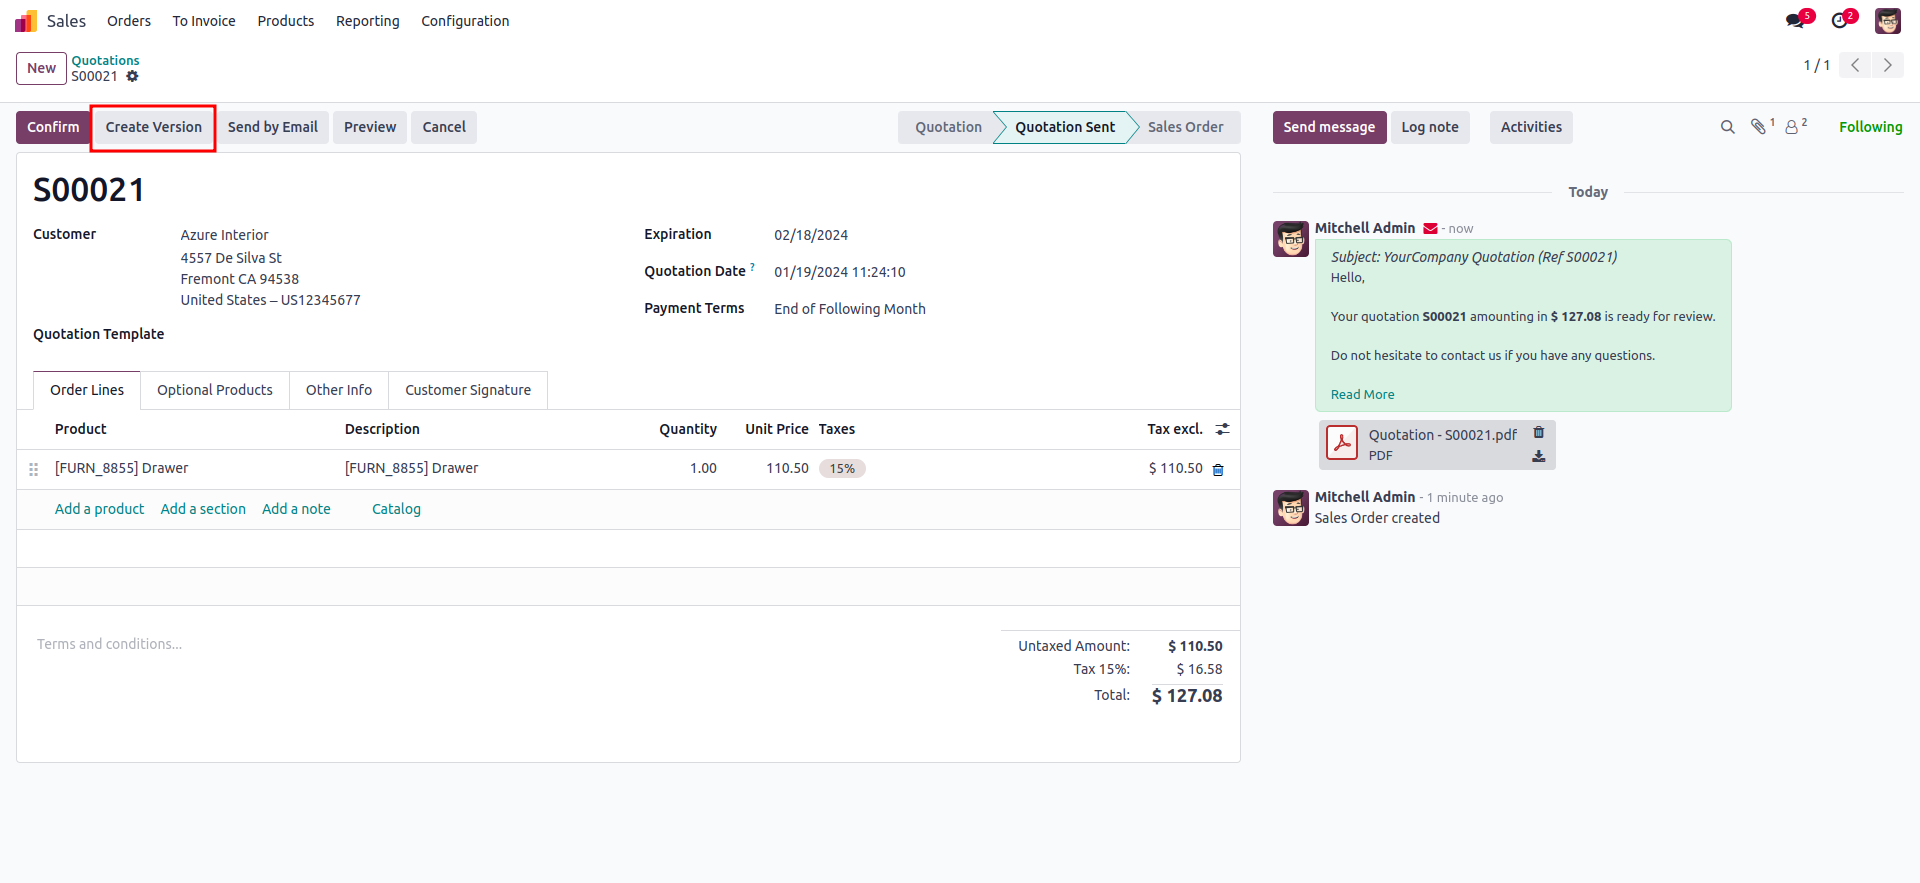 Sales Orders To Invoice Products Reporting Configuration 5 2
New Quotations
S00021
1 / 1
Confirm Create Version Send by Email Preview Cancel Quotation Quotation Sent Sales Order
Send message Log note Activities 1 2 Following
S00021
Customer Azure Interior
4557 De Silva St
Fremont CA 94538
United States – US12345677
Expiration 02/18/2024
Quotation Date ? 01/19/2024 11:24:10
Payment Terms End of Following Month
Quotation Template
Order Lines Optional Products Other Info Customer Signature
Product Description Quantity Unit Price Taxes Tax excl.
[FURN_8855] Drawer [FURN_8855] Drawer 1.00 110.50 15% $ 110.50
Add a product Add a section Add a note Catalog
Terms and conditions...
Untaxed Amount: $ 110.50
Tax 15%: $ 16.58
Total: $ 127.08
Today
Mitchell Admin - now
Subject: YourCompany Quotation (Ref S00021)
Hello,
Your quotation S00021 amounting in $ 127.08 is ready for review.
Do not hesitate to contact us if you have any questions.
Read More
Quotation - S00021.pdf
PDF
Mitchell Admin - 1 minute ago
Sales Order created